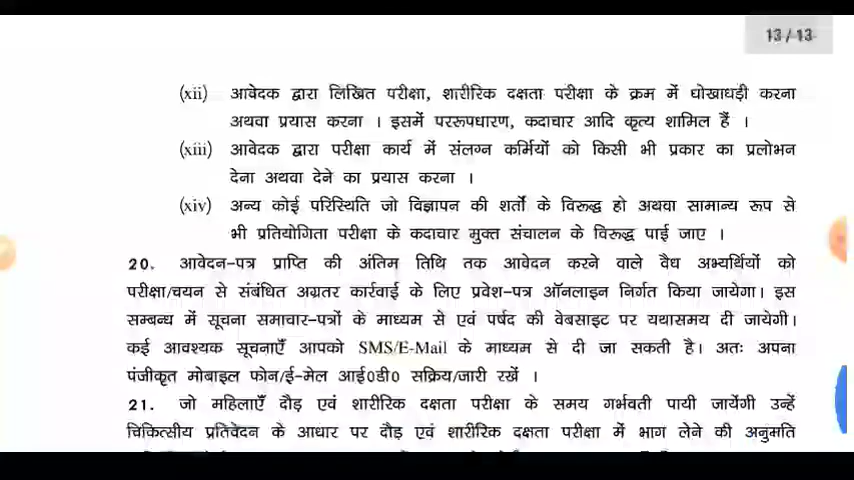 13/13
(xii) आवेदक द्वारा लिखित परीक्षा, शारीरिक दक्षता परीक्षा के क्रम में धोखाधड़ी करना
अथवा प्रयास करना । इसमें पररूपधारण, कदाचार आदि कृत्य शामिल हैं ।
(xiii) आवेदक द्वारा परीक्षा कार्य में संलग्न कर्मियों को किसी भी प्रकार का प्रलोभन
देना अथवा देने का प्रयास करना ।
(xiv) अन्य कोई परिस्थिति जो विज्ञापन की शर्तों के विरूद्ध हो अथवा सामान्य रूप से
भी प्रतियोगिता परीक्षा के कदाचार मुक्त संचालन के विरूद्ध पाई जाए ।
20. आवेदन-पत्र प्राप्ति की अंतिम तिथि तक आवेदन करने वाले वैध अभ्यर्थियों को
परीक्षा/चयन से संबंधित अग्रतर कार्रवाई के लिए प्रवेश-पत्र ऑनलाइन निर्गत किया जायेगा। इस
सम्बन्ध में सूचना समाचार-पत्रों के माध्यम से एवं पर्षद की वेबसाइट पर यथासमय दी जायेगी।
कई आवश्यक सूचनाएँ आपको SMS/E-Mail के माध्यम से दी जा सकती है। अतः अपना
पंजीकृत मोबाइल फोन/ई-मेल आई0डी0 सक्रिय/जारी रखें ।
21. जो महिलाएँ दौड़ एवं शारीरिक दक्षता परीक्षा के समय गर्भवती पायी जायेंगी उन्हें
चिकित्सीय प्रतिवेदन के आधार पर दौड़ एवं शारीरिक दक्षता परीक्षा में भाग लेने की अनुमति